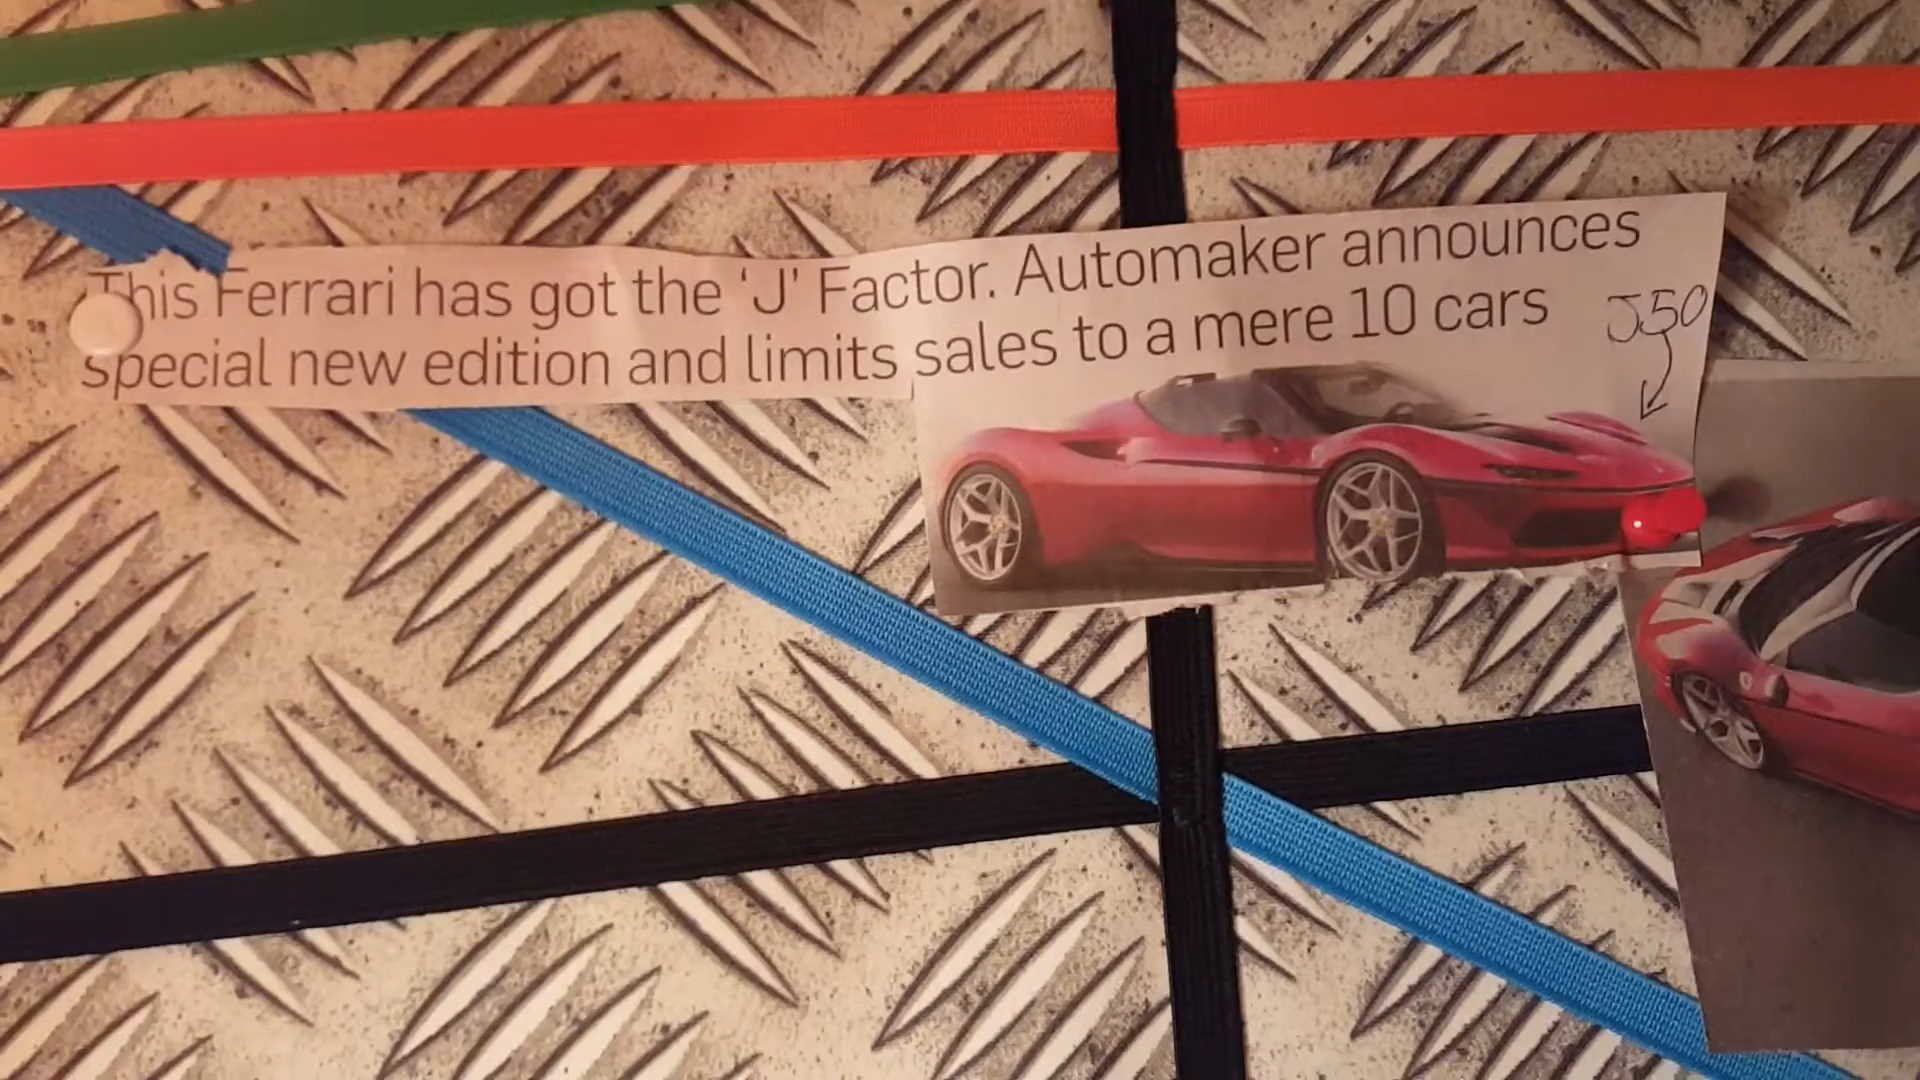 This Ferrari has got the 'J' Factor. Automaker announces
special new edition and limits sales to a mere 10 cars
J50